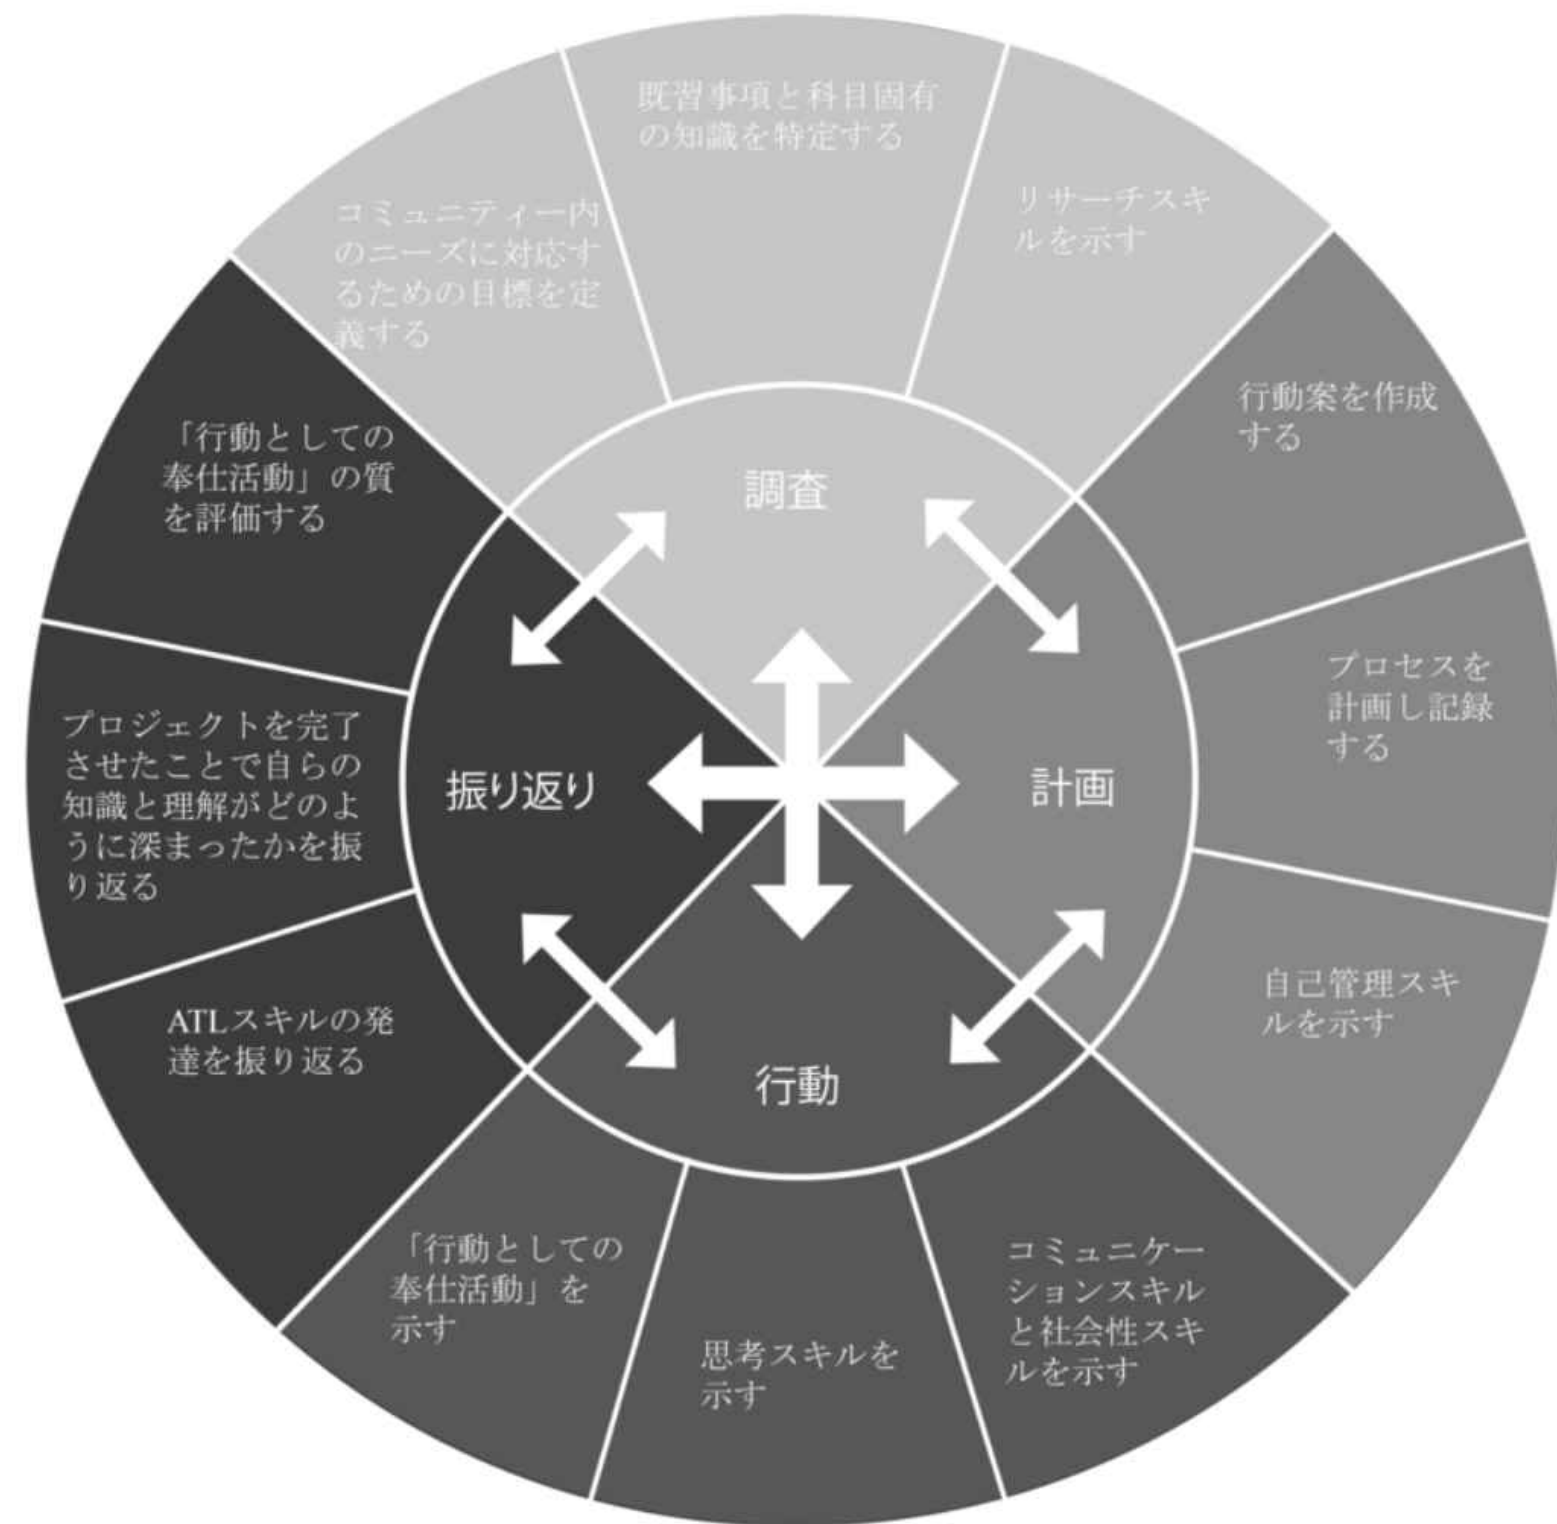 既習事項と科目固有
の知識を特定する
コミュニティー内
のニーズに対応す
るための目標を定
義する
リサーチスキ
ルを示す
行動案を作成
する
「行動としての
奉仕活動」の質
を評価する
調査
プロセスを
計画し記録
する
プロジェクトを完了
させたことで自らの
知識と理解がどのよ
うに深まったかを振
り返る
振り返り
計画
自己管理スキ
ルを示す
ATLスキルの発
達を振り返る
行動
「行動としての
奉仕活動」を
示す
思考スキルを
示す
コミュニケー
ションスキル
と社会性スキ
ルを示す